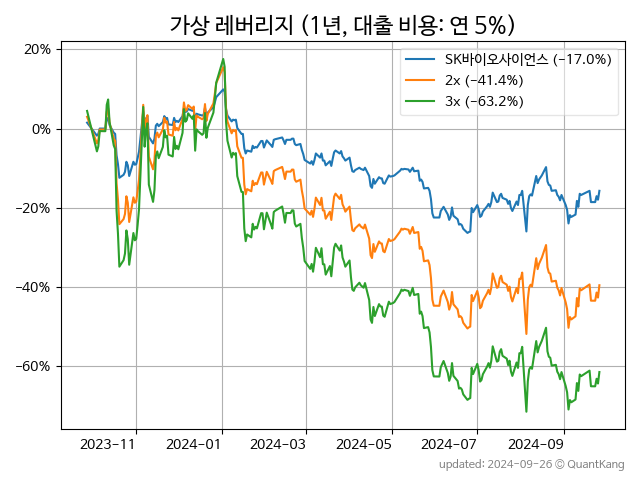 가상 레버리지 (1년, 대출 비용: 연 5%)
SK바이오사이언스 (−17.0%)
2x (−41.4%)
3x (−63.2%)
20%
0%
−20%
−40%
−60%
2023-11
2024-01
2024-03
2024-05
2024-07
2024-09
updated: 2024-09-26 © QuantKang